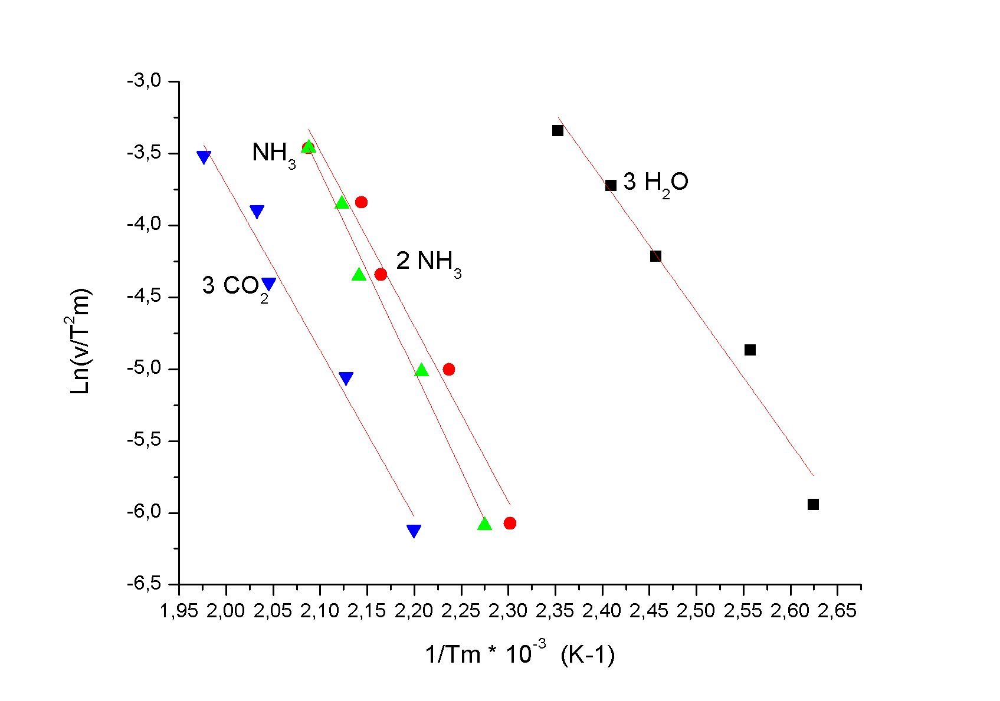 -3,0
-3,5
-4,0
-4,5
-5,0
-5,5
-6,0
-6,5
Ln(v/T²m)
NH₃
3 H₂O
2 NH₃
3 CO₂
1,95 2,00 2,05 2,10 2,15 2,20 2,25 2,30 2,35 2,40 2,45 2,50 2,55 2,60 2,65
1/Tm * 10⁻³ (K-1)